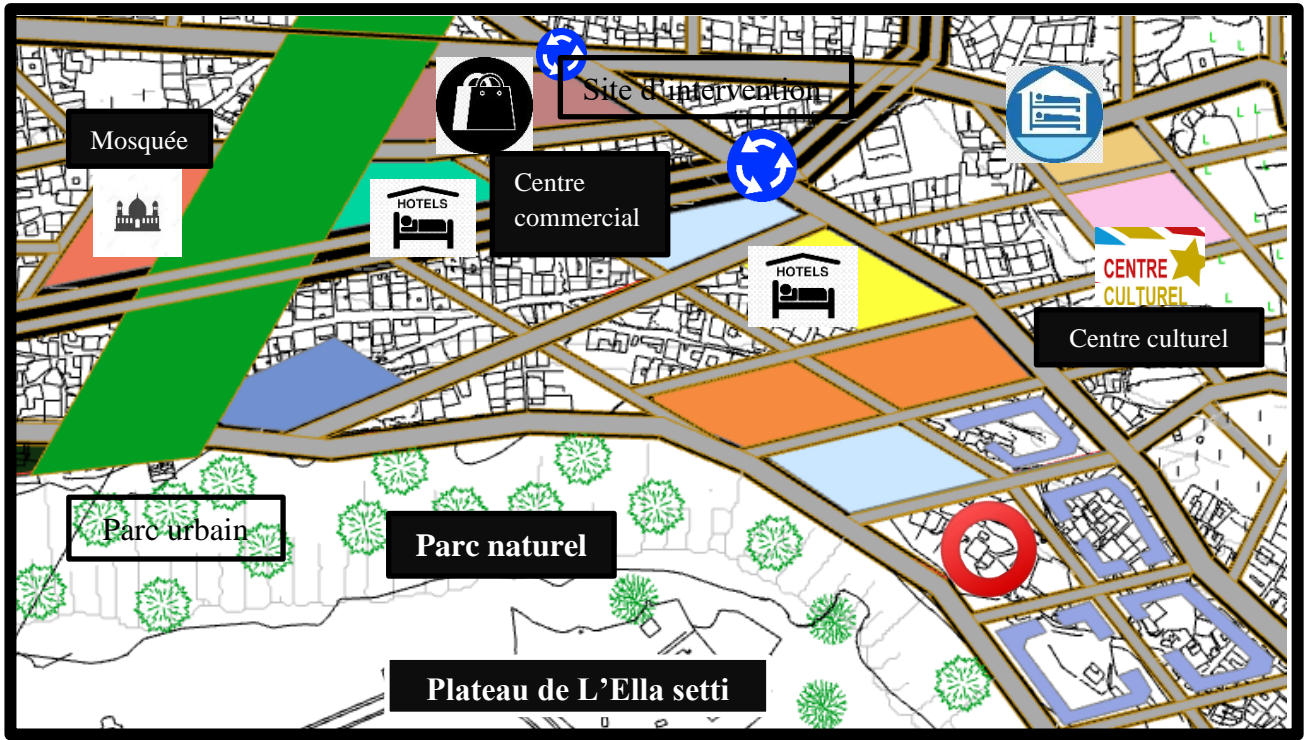 Site d'intervention
Mosquée
Centre
commercial
HOTELS
HOTELS
CENTRE
CULTUREL
Centre culturel
Parc urbain
Parc naturel
Plateau de L'Ella setti